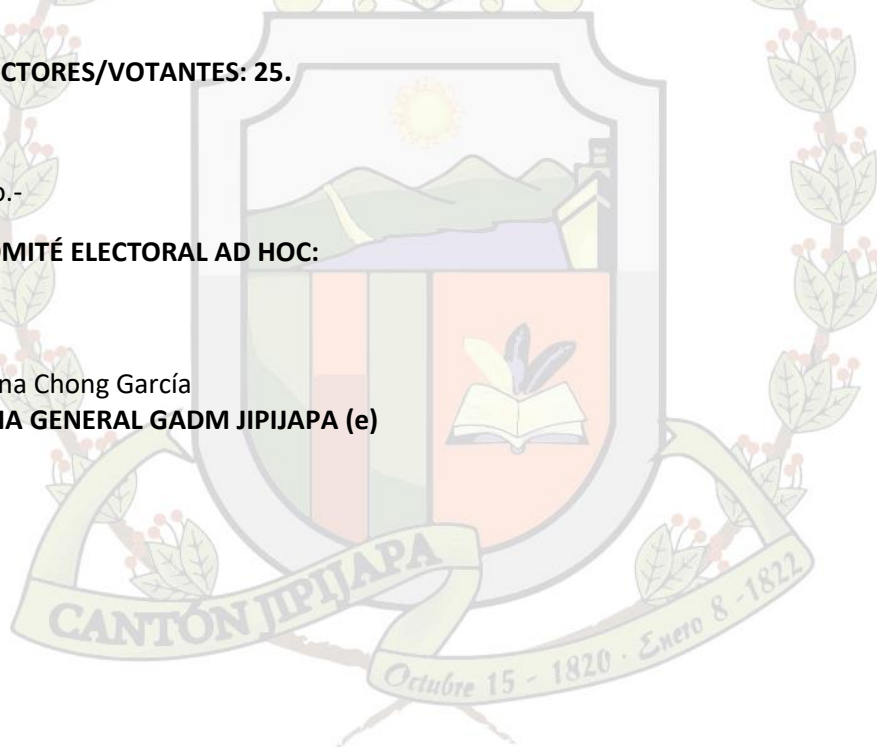 CTORES/VOTANTES: 25.
o.-
OMITÉ ELECTORAL AD HOC:
na Chong García
IA GENERAL GADM JIPIJAPA (e)
CANTÓN JIPIJAPA
Octubre 15 - 1820 . Enero 8 - 1822